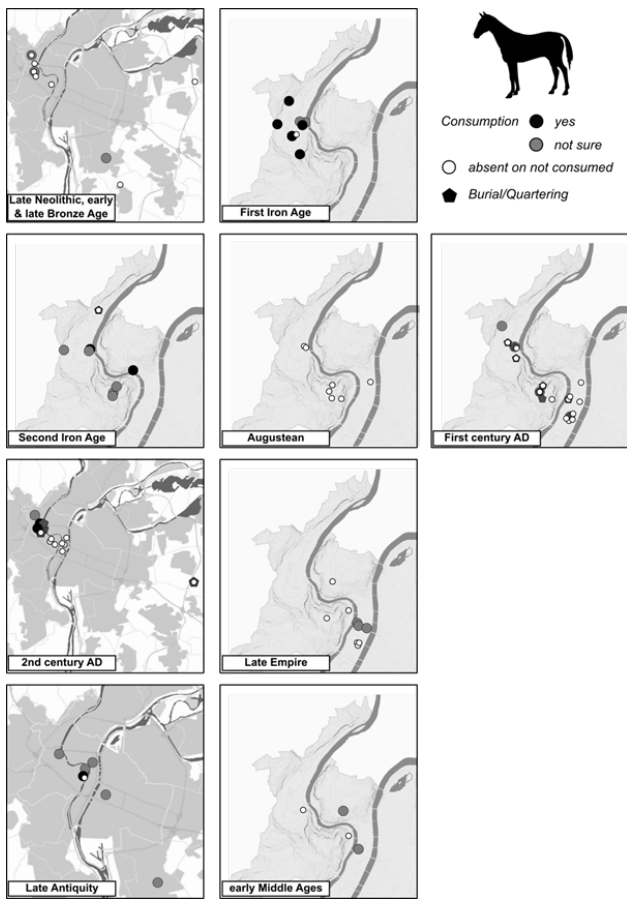 Consumption
yes
not sure
absent on not consumed
Burial/Quartering
Late Neolithic, early
& late Bronze Age
First Iron Age
Second Iron Age
Augustean
First century AD
2nd century AD
Late Empire
Late Antiquity
early Middle Ages